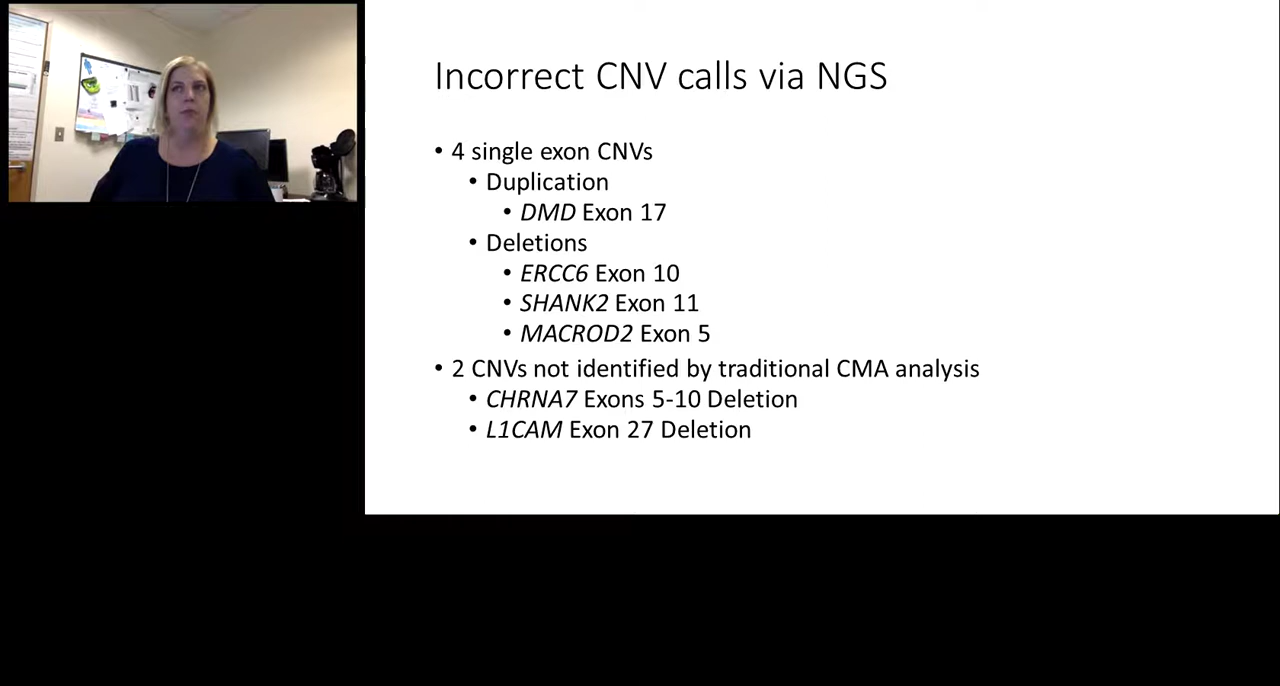 Incorrect CNV calls via NGS
• 4 single exon CNVs
• Duplication
• DMD Exon 17
• Deletions
• ERCC6 Exon 10
• SHANK2 Exon 11
• MACROD2 Exon 5
• 2 CNVs not identified by traditional CMA analysis
• CHRNA7 Exons 5-10 Deletion
• L1CAM Exon 27 Deletion